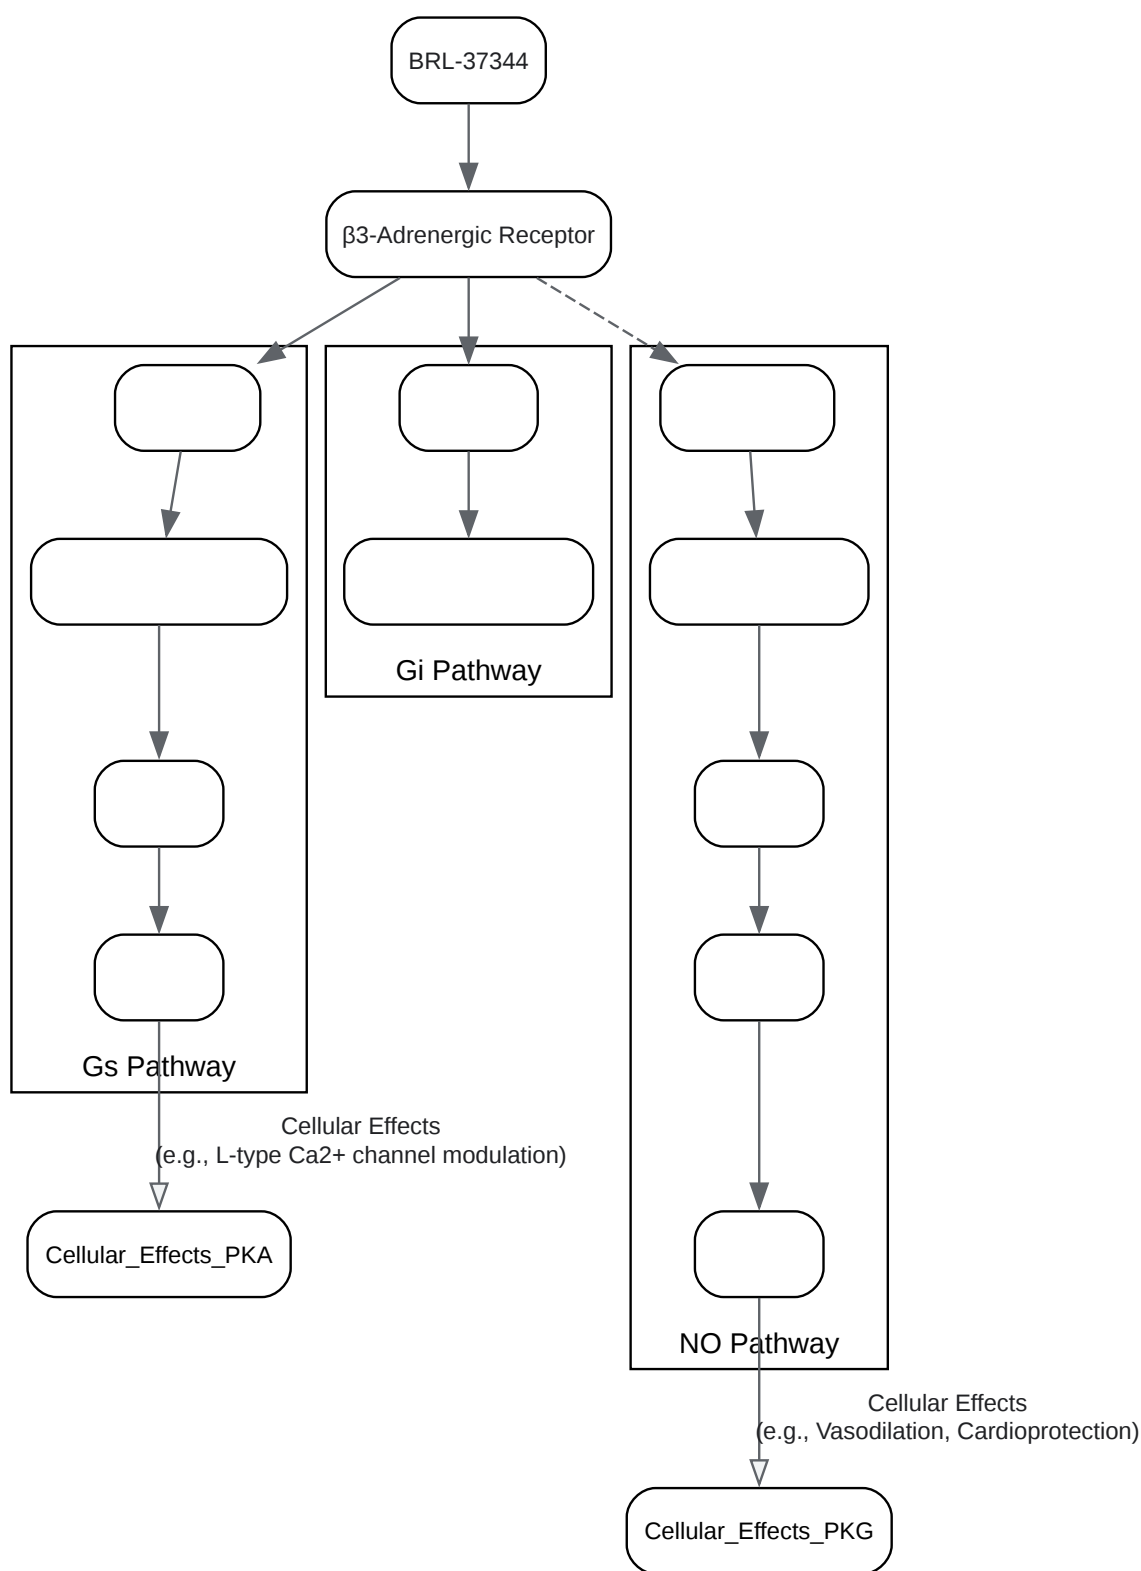 BRL-37344
β3-Adrenergic Receptor
Gi Pathway
Gs Pathway
Cellular Effects
(e.g., L-type Ca2+ channel modulation)
Cellular_Effects_PKA
NO Pathway
Cellular Effects
(e.g., Vasodilation, Cardioprotection)
Cellular_Effects_PKG